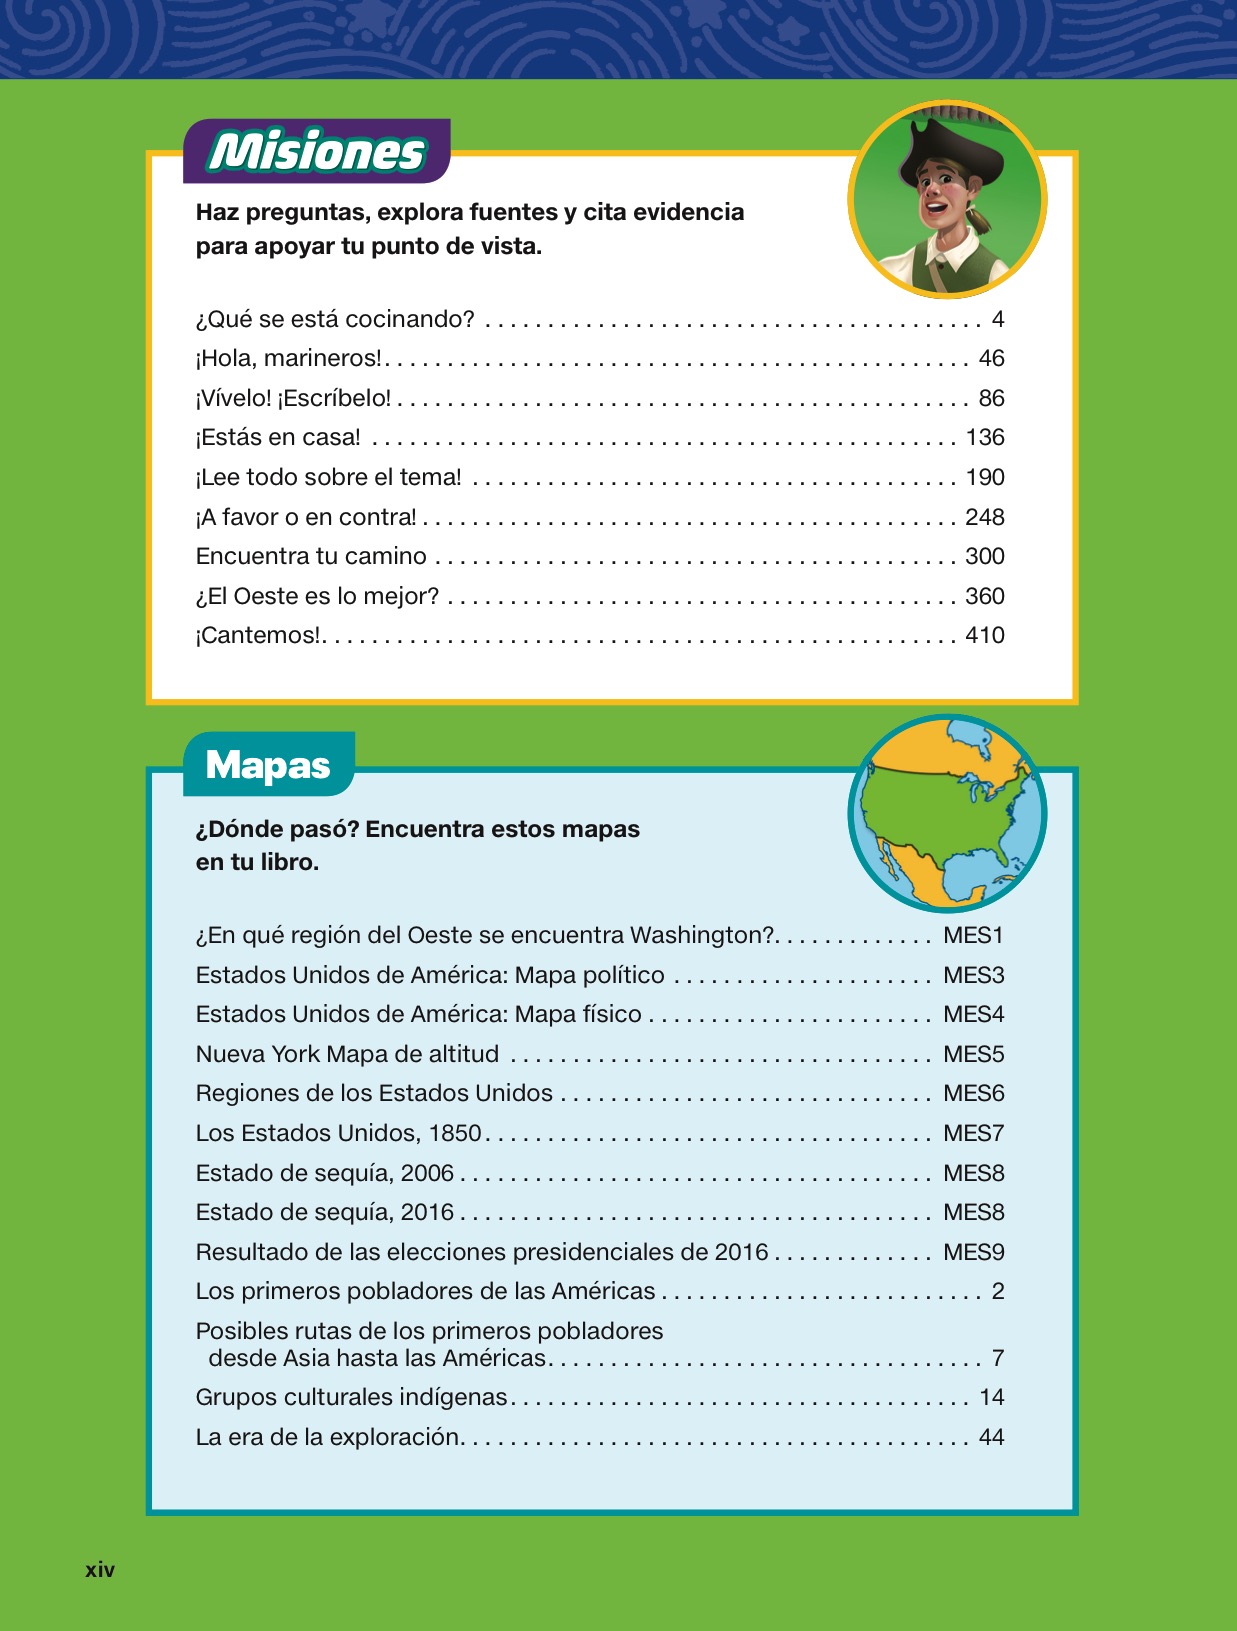 Misiones
Haz preguntas, explora fuentes y cita evidencia
para apoyar tu punto de vista.
¿Qué se está cocinando? . . . . . . . . . . . . . . . . . . . . . . . . . . . . . . . . . . . . . . . . 4
¡Hola, marineros! . . . . . . . . . . . . . . . . . . . . . . . . . . . . . . . . . . . . . . . . . . . . . . . 46
¡Vívelo! ¡Escríbelo! . . . . . . . . . . . . . . . . . . . . . . . . . . . . . . . . . . . . . . . . . . . . . . 86
¡Estás en casa! . . . . . . . . . . . . . . . . . . . . . . . . . . . . . . . . . . . . . . . . . . . . . . . 136
¡Lee todo sobre el tema! . . . . . . . . . . . . . . . . . . . . . . . . . . . . . . . . . . . . . . . 190
¡A favor o en contra! . . . . . . . . . . . . . . . . . . . . . . . . . . . . . . . . . . . . . . . . . . . 248
Encuentra tu camino . . . . . . . . . . . . . . . . . . . . . . . . . . . . . . . . . . . . . . . . . . 300
¿El Oeste es lo mejor? . . . . . . . . . . . . . . . . . . . . . . . . . . . . . . . . . . . . . . . . . 360
¡Cantemos! . . . . . . . . . . . . . . . . . . . . . . . . . . . . . . . . . . . . . . . . . . . . . . . . . . . 410
Mapas
¿Dónde pasó? Encuentra estos mapas
en tu libro.
¿En qué región del Oeste se encuentra Washington? . . . . . . . . . . . . . MES1
Estados Unidos de América: Mapa político . . . . . . . . . . . . . . . . . . . . . MES3
Estados Unidos de América: Mapa físico . . . . . . . . . . . . . . . . . . . . . . . MES4
Nueva York Mapa de altitud . . . . . . . . . . . . . . . . . . . . . . . . . . . . . . . . . . MES5
Regiones de los Estados Unidos . . . . . . . . . . . . . . . . . . . . . . . . . . . . . . MES6
Los Estados Unidos, 1850 . . . . . . . . . . . . . . . . . . . . . . . . . . . . . . . . . . . . MES7
Estado de sequía, 2006 . . . . . . . . . . . . . . . . . . . . . . . . . . . . . . . . . . . . . . MES8
Estado de sequía, 2016 . . . . . . . . . . . . . . . . . . . . . . . . . . . . . . . . . . . . . . MES8
Resultado de las elecciones presidenciales de 2016 . . . . . . . . . . . . . MES9
Los primeros pobladores de las Américas . . . . . . . . . . . . . . . . . . . . . . . . . . 2
Posibles rutas de los primeros pobladores
desde Asia hasta las Américas . . . . . . . . . . . . . . . . . . . . . . . . . . . . . . . . . . . 7
Grupos culturales indígenas . . . . . . . . . . . . . . . . . . . . . . . . . . . . . . . . . . . . . 14
La era de la exploración . . . . . . . . . . . . . . . . . . . . . . . . . . . . . . . . . . . . . . . . . 44
xiv